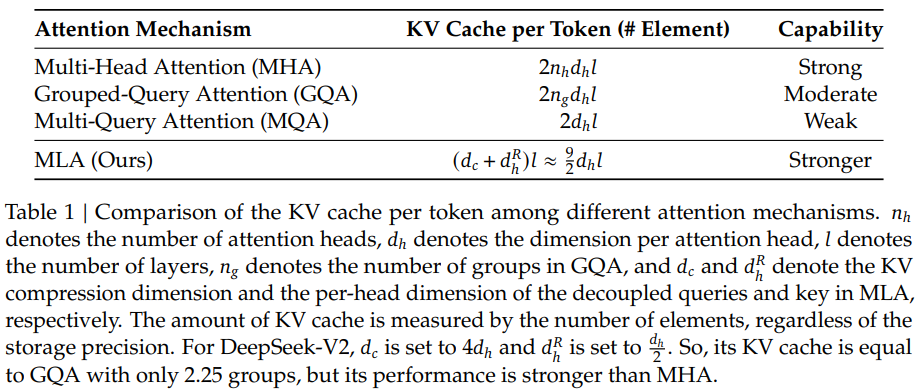 Attention Mechanism KV Cache per Token (# Element) Capability
Multi-Head Attention (MHA) 2n_h d_h l Strong
Grouped-Query Attention (GQA) 2n_g d_h l Moderate
Multi-Query Attention (MQA) 2d_h l Weak
MLA (Ours) (d_c + d_h^R)l ≈ 9/2 d_h l Stronger
Table 1 | Comparison of the KV cache per token among different attention mechanisms. n_h
denotes the number of attention heads, d_h denotes the dimension per attention head, l denotes
the number of layers, n_g denotes the number of groups in GQA, and d_c and d_h^R denote the KV
compression dimension and the per-head dimension of the decoupled queries and key in MLA,
respectively. The amount of KV cache is measured by the number of elements, regardless of the
storage precision. For DeepSeek-V2, d_c is set to 4d_h and d_h^R is set to d_h/2. So, its KV cache is equal
to GQA with only 2.25 groups, but its performance is stronger than MHA.